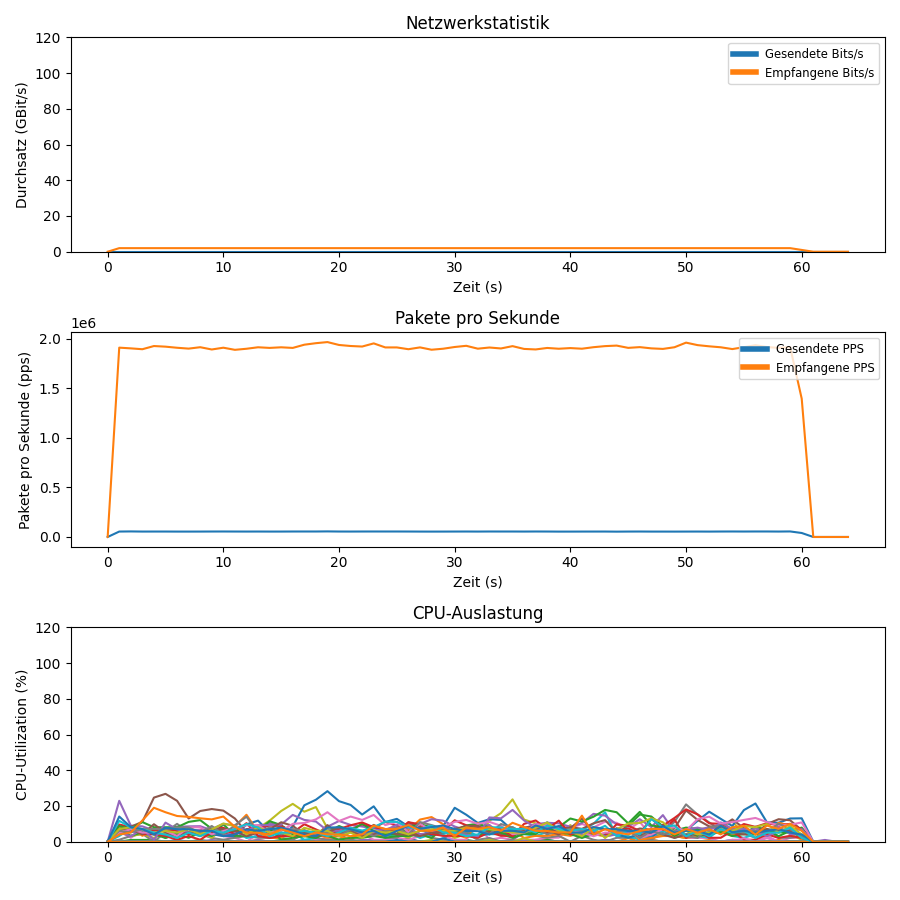 Netzwerkstatistik
120
100
80
60
40
20
0
Durchsatz (GBit/s)
Gesendete Bits/s
Empfangene Bits/s
0 10 20 30 40 50 60
Zeit (s)
Pakete pro Sekunde
1e6
2.0
1.5
1.0
0.5
0.0
Pakete pro Sekunde (pps)
Gesendete PPS
Empfangene PPS
0 10 20 30 40 50 60
Zeit (s)
CPU-Auslastung
120
100
80
60
40
20
0
CPU-Utilization (%)
0 10 20 30 40 50 60
Zeit (s)